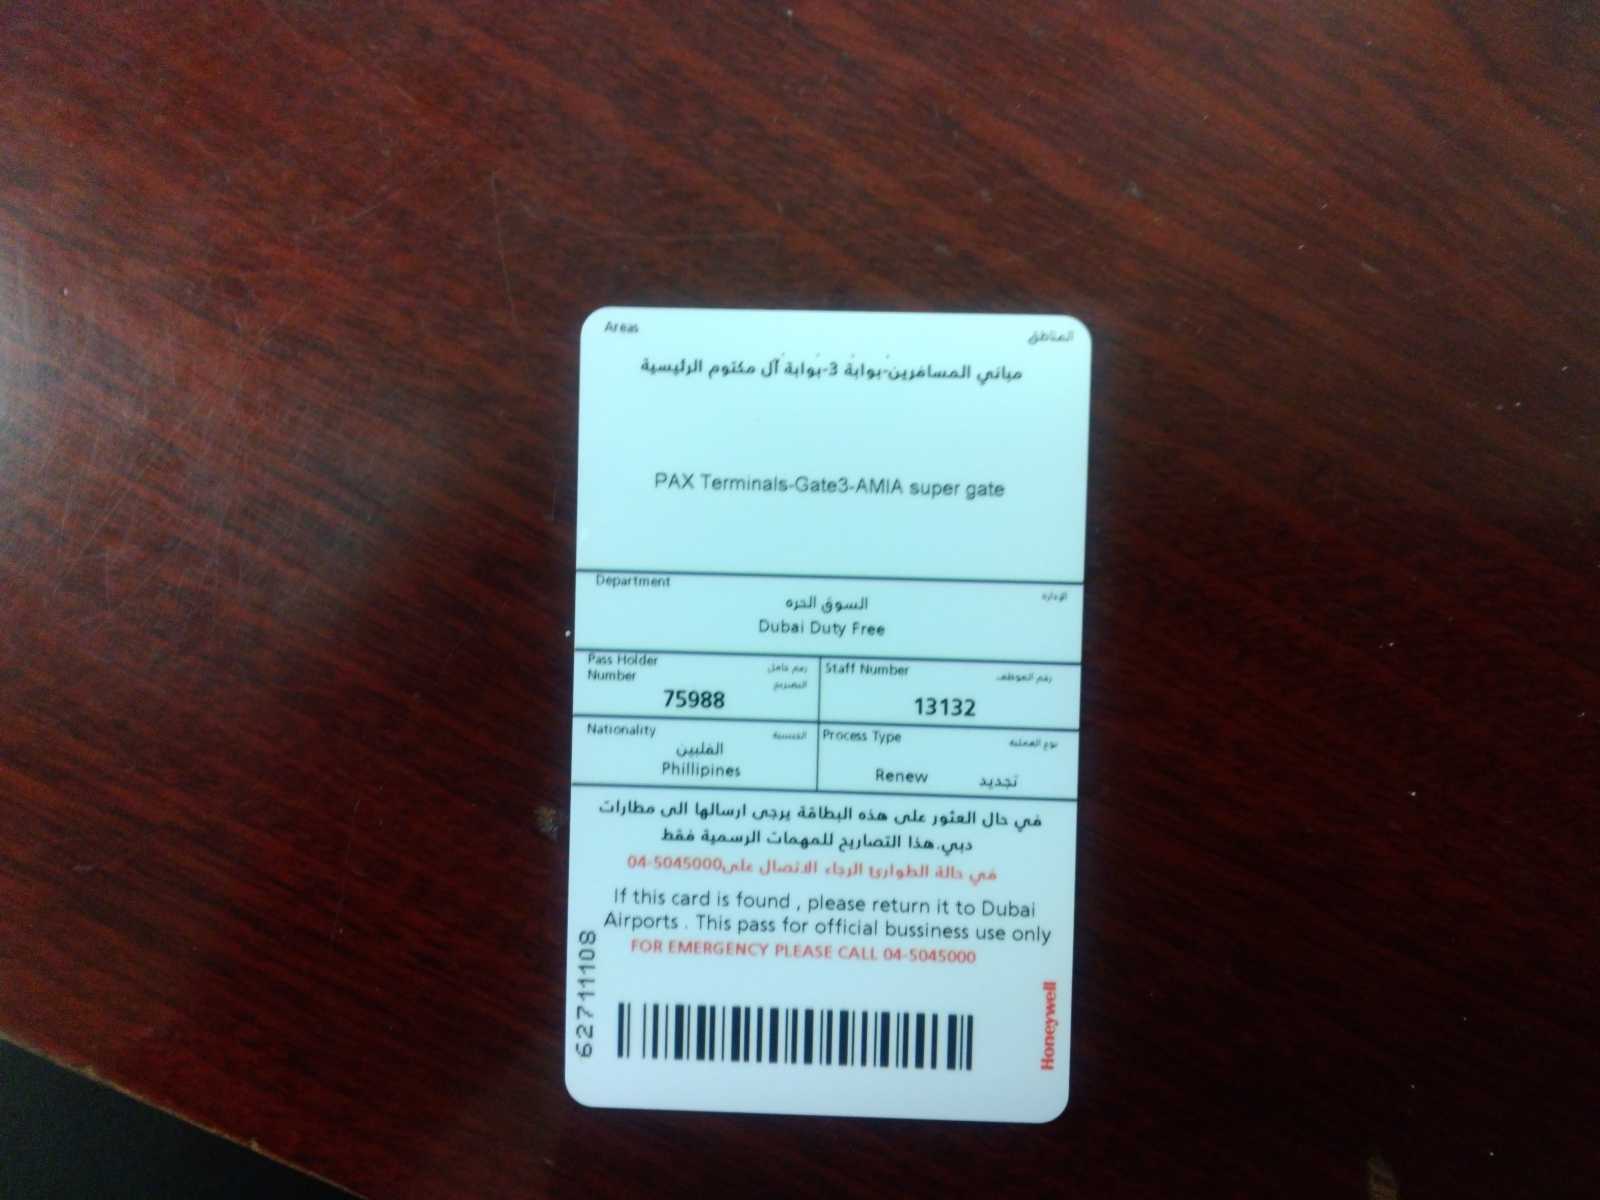 Areas المناطق
مباني المسافرين-بوابة 3-بوابة آل مكتوم الرئيسية
PAX Terminals-Gate3-AMIA super gate
Department الإدارة
السوق الحره
Dubai Duty Free
Pass Holder Number رقم حامل التصريح
75988
Staff Number رقم الموظف
13132
Nationality الجنسية
الفلبين
Phillipines
Process Type نوع العملية
Renew تجديد
في حال العثور على هذه البطاقة يرجى ارسالها الى مطارات
دبي.هذا التصاريح للمهمات الرسمية فقط
في حالة الطوارئ الرجاء الاتصال على04-5045000
If this card is found , please return it to Dubai
Airports . This pass for official bussiness use only
FOR EMERGENCY PLEASE CALL 04-5045000
62711108
Honeywell